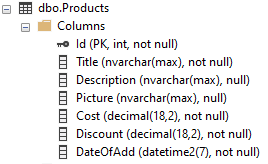 dbo.Products
Columns
Id (PK, int, not null)
Title (nvarchar(max), not null)
Description (nvarchar(max), not null)
Picture (nvarchar(max), null)
Cost (decimal(18,2), not null)
Discount (decimal(18,2), not null)
DateOfAdd (datetime2(7), not null)